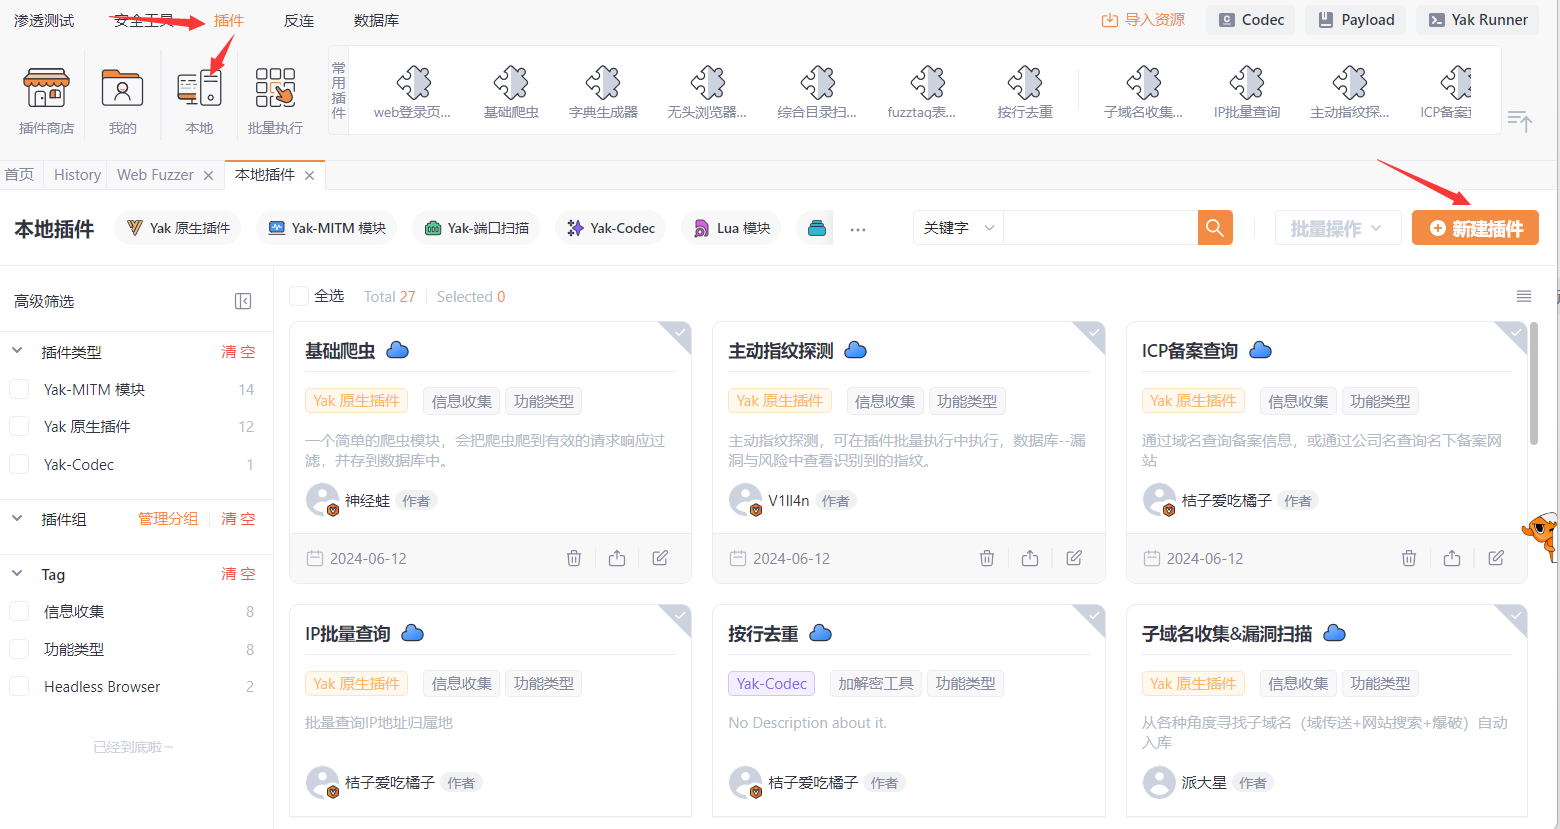 渗透测试 安全工具 插件 反连 数据库 导入资源 Codec Payload Yak Runner
插件商店 我的 本地 批量执行
常用插件
web登录页... 基础爬虫 字典生成器 无头浏览器... 综合目录扫... fuzztag表... 按行去重 子域名收集... IP批量查询 主动指纹探... ICP备案
首页 History Web Fuzzer 本地插件
本地插件 Yak 原生插件 Yak-MITM 模块 Yak-端口扫描 Yak-Codec Lua 模块 ... 关键字 批量操作 新建插件
高级筛选
插件类型 清 空
Yak-MITM 模块 14
Yak 原生插件 12
Yak-Codec 1
插件组 管理分组 清 空
Tag 清 空
信息收集 8
功能类型 8
Headless Browser 2
已经到底啦～
全选 Total 27 Selected 0
基础爬虫
Yak 原生插件 信息收集 功能类型
一个简单的爬虫模块，会把爬虫爬到有效的请求响应过
滤，并存到数据库中。
神经蛙 作者
2024-06-12
主动指纹探测
Yak 原生插件 信息收集 功能类型
主动指纹探测，可在插件批量执行中执行，数据库--漏
洞与风险中查看识别到的指纹。
V1ll4n 作者
2024-06-12
ICP备案查询
Yak 原生插件 信息收集 功能类型
通过域名查询备案信息，或通过公司名查询名下备案网
站
桔子爱吃橘子 作者
2024-06-12
IP批量查询
Yak 原生插件 信息收集 功能类型
批量查询IP地址归属地
桔子爱吃橘子 作者
按行去重
Yak-Codec 加解密工具 功能类型
No Description about it.
桔子爱吃橘子 作者
子域名收集&漏洞扫描
Yak 原生插件 信息收集 功能类型
从各种角度寻找子域名（域传送+网站搜索+爆破）自动
入库
派大星 作者